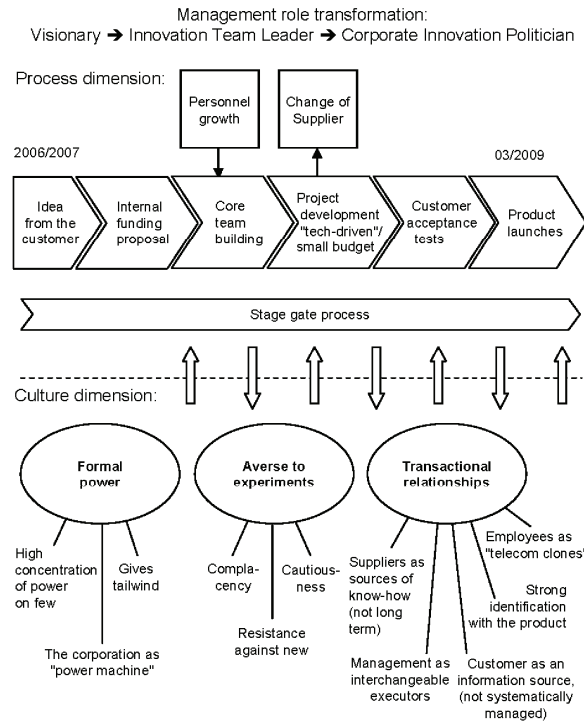 Management role transformation:
Visionary ➔ Innovation Team Leader ➔ Corporate Innovation Politician
Process dimension:
Personnel
growth
Change of
Supplier
2006/2007
03/2009
Idea
from the
customer
Internal
funding
proposal
Core
team
building
Project
development
"tech-driven"/
small budget
Customer
acceptance
tests
Product
launches
Stage gate process
Culture dimension:
Formal
power
Averse to
experiments
Transactional
relationships
High
concentration
of power
on few
Gives
tailwind
The corporation as
"power machine"
Compla-
cency
Cautious-
ness
Resistance
against new
Suppliers as
sources of
know-how
(not long
term)
Employees as
"telecom clones"
Strong
identification
with the product
Management as
interchangeable
executors
Customer as an
information source,
(not systematically
managed)